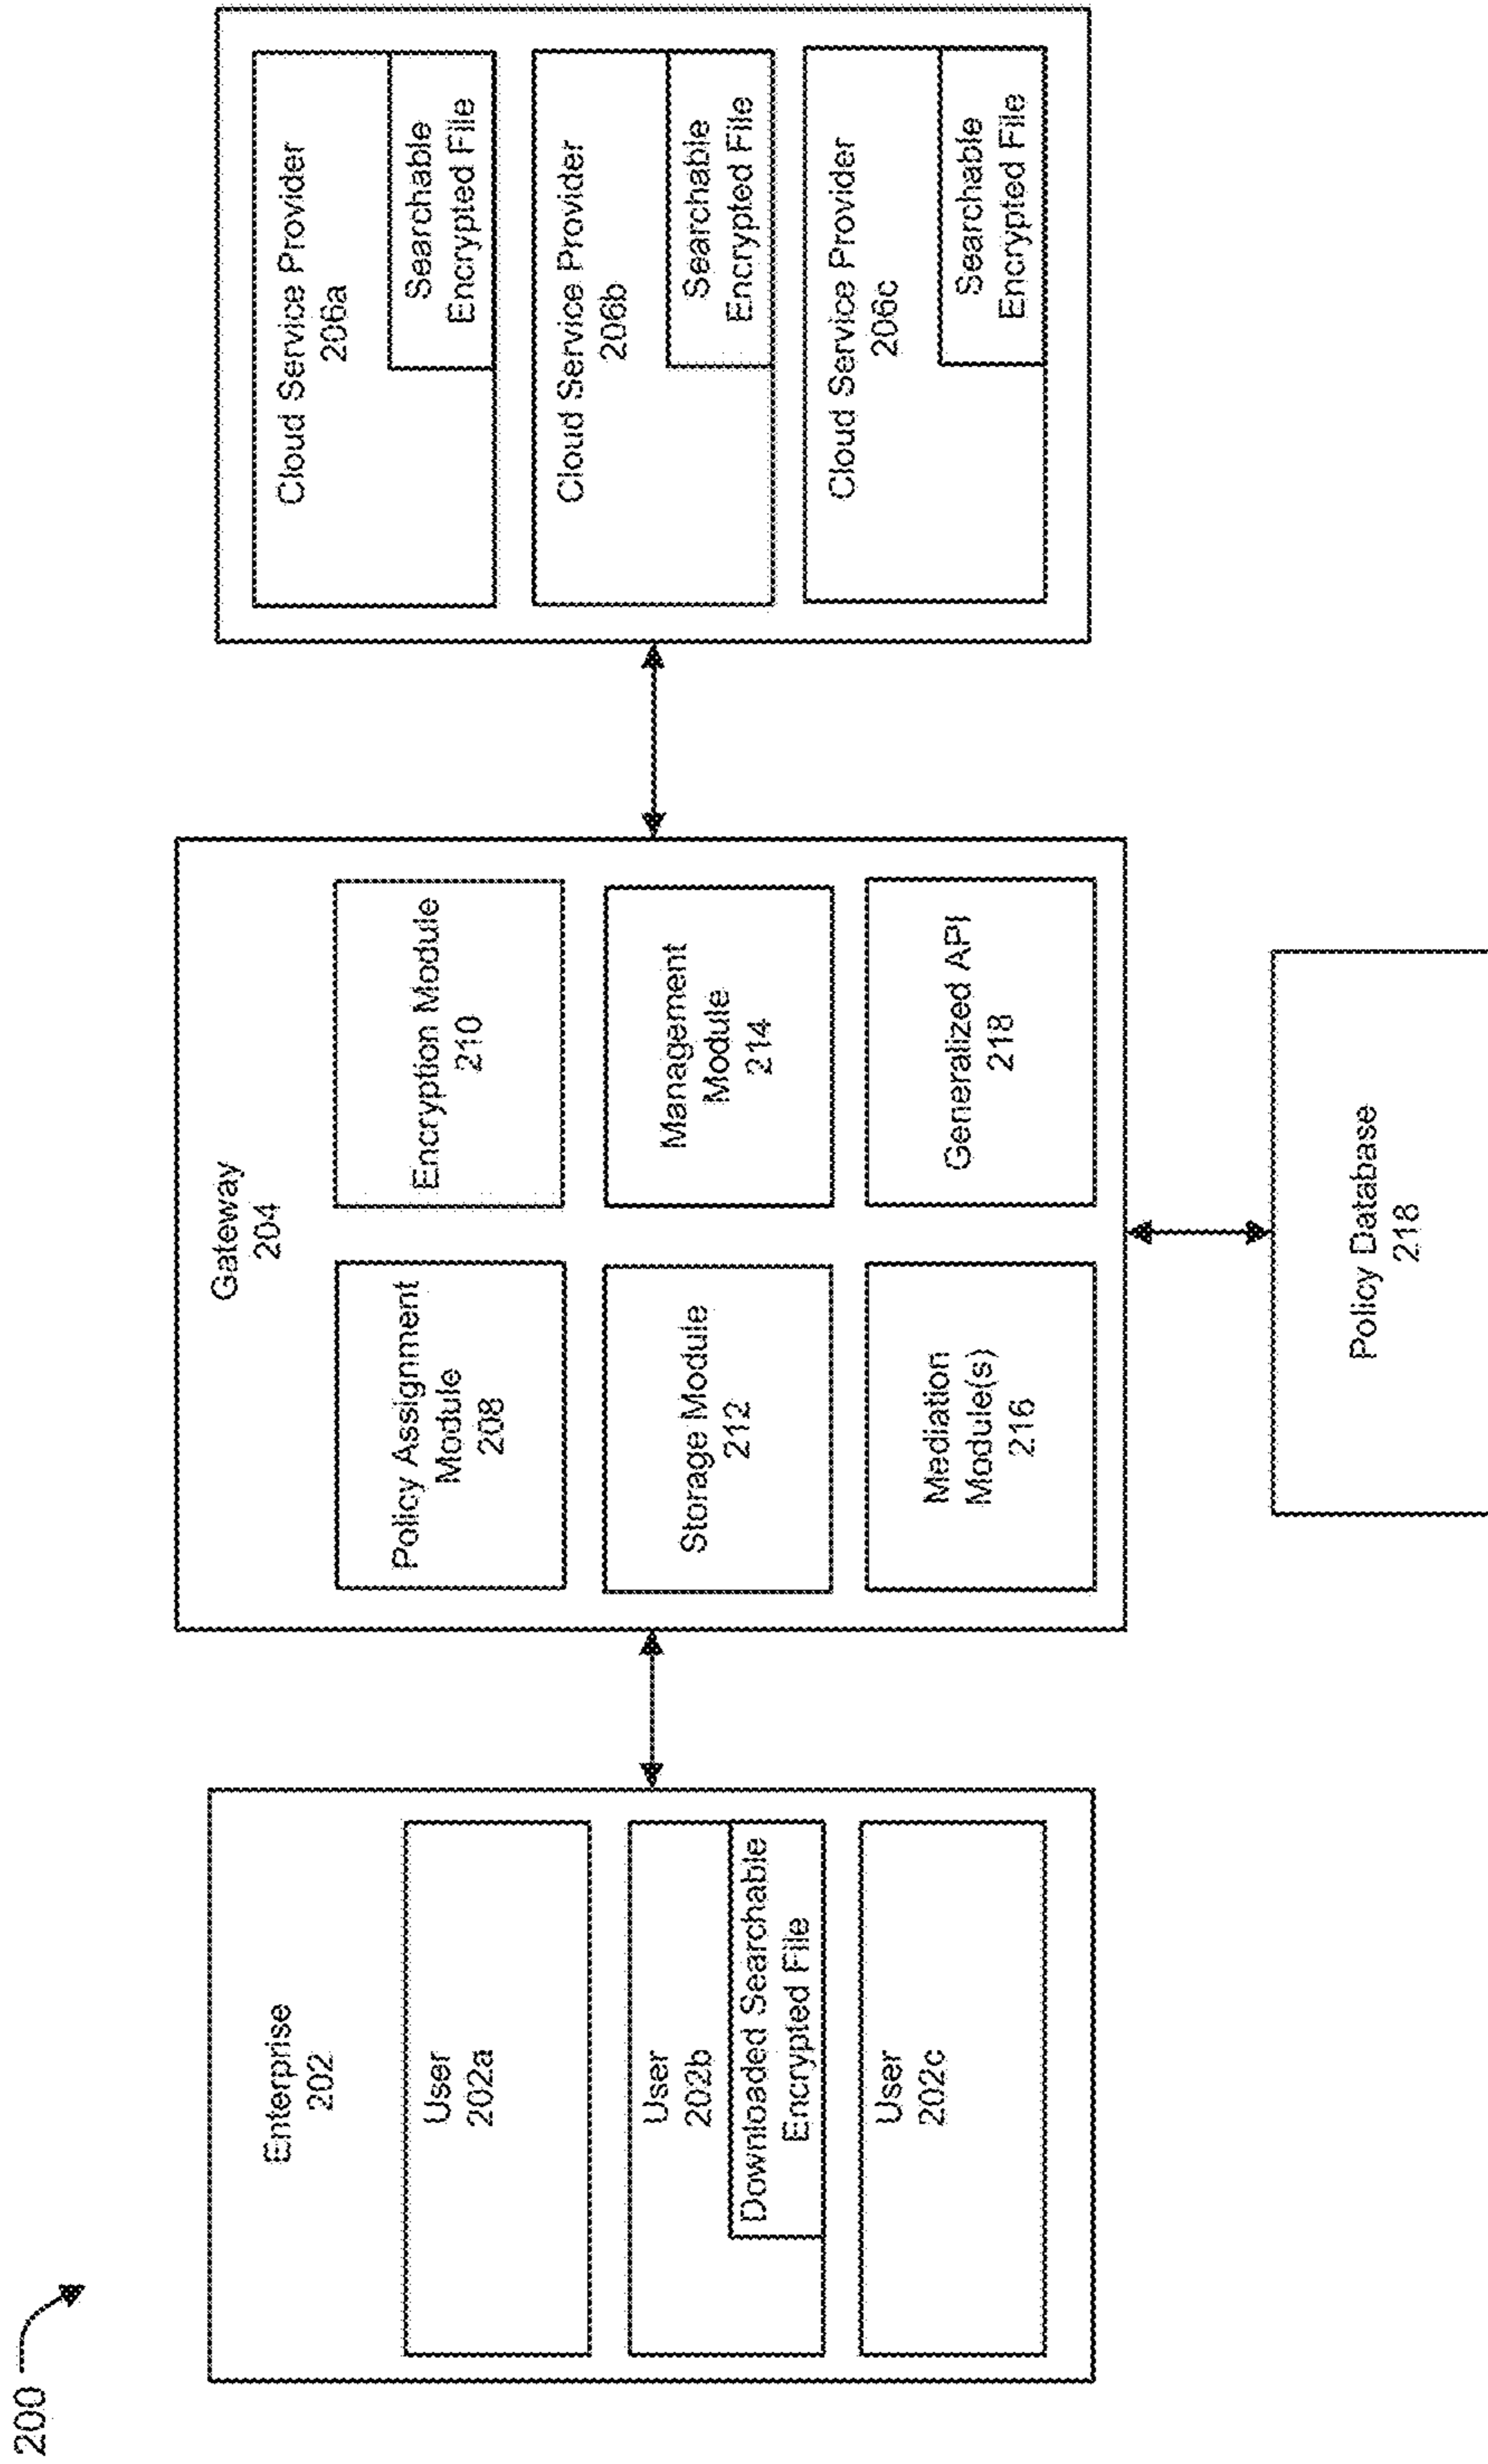 200
Enterprise
202
User
202a
User
202b
Downloaded Searchable
Encrypted File
User
202c
Gateway
204
Policy Assignment
Module
208
Encryption Module
210
Storage Module
212
Management
Module
214
Mediation
Module(s)
216
Generalized API
218
Policy Database
218
Cloud Service Provider
206a
Searchable
Encrypted File
Cloud Service Provider
206b
Searchable
Encrypted File
Cloud Service Provider
206c
Searchable
Encrypted File